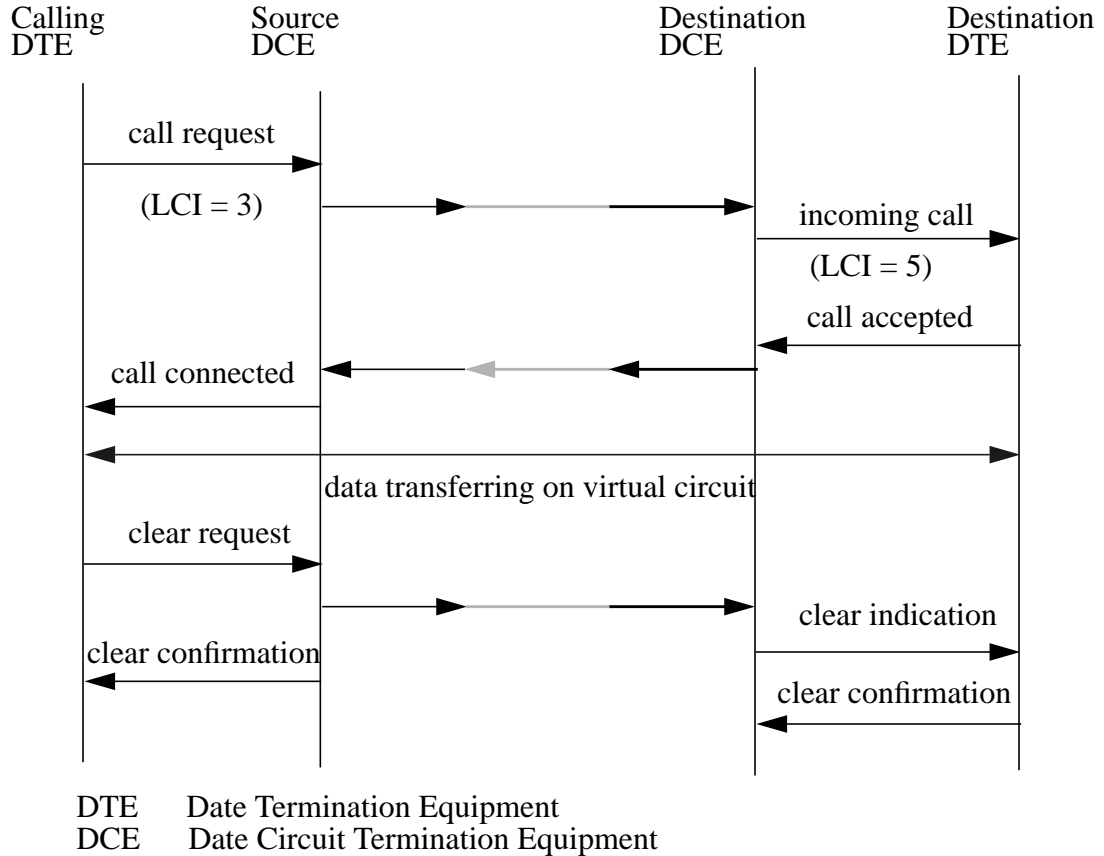 Calling
DTE
Source
DCE
Destination
DCE
Destination
DTE
call request
(LCI = 3)
incoming call
(LCI = 5)
call accepted
call connected
data transferring on virtual circuit
clear request
clear indication
clear confirmation
clear confirmation
DTE Date Termination Equipment
DCE Date Circuit Termination Equipment